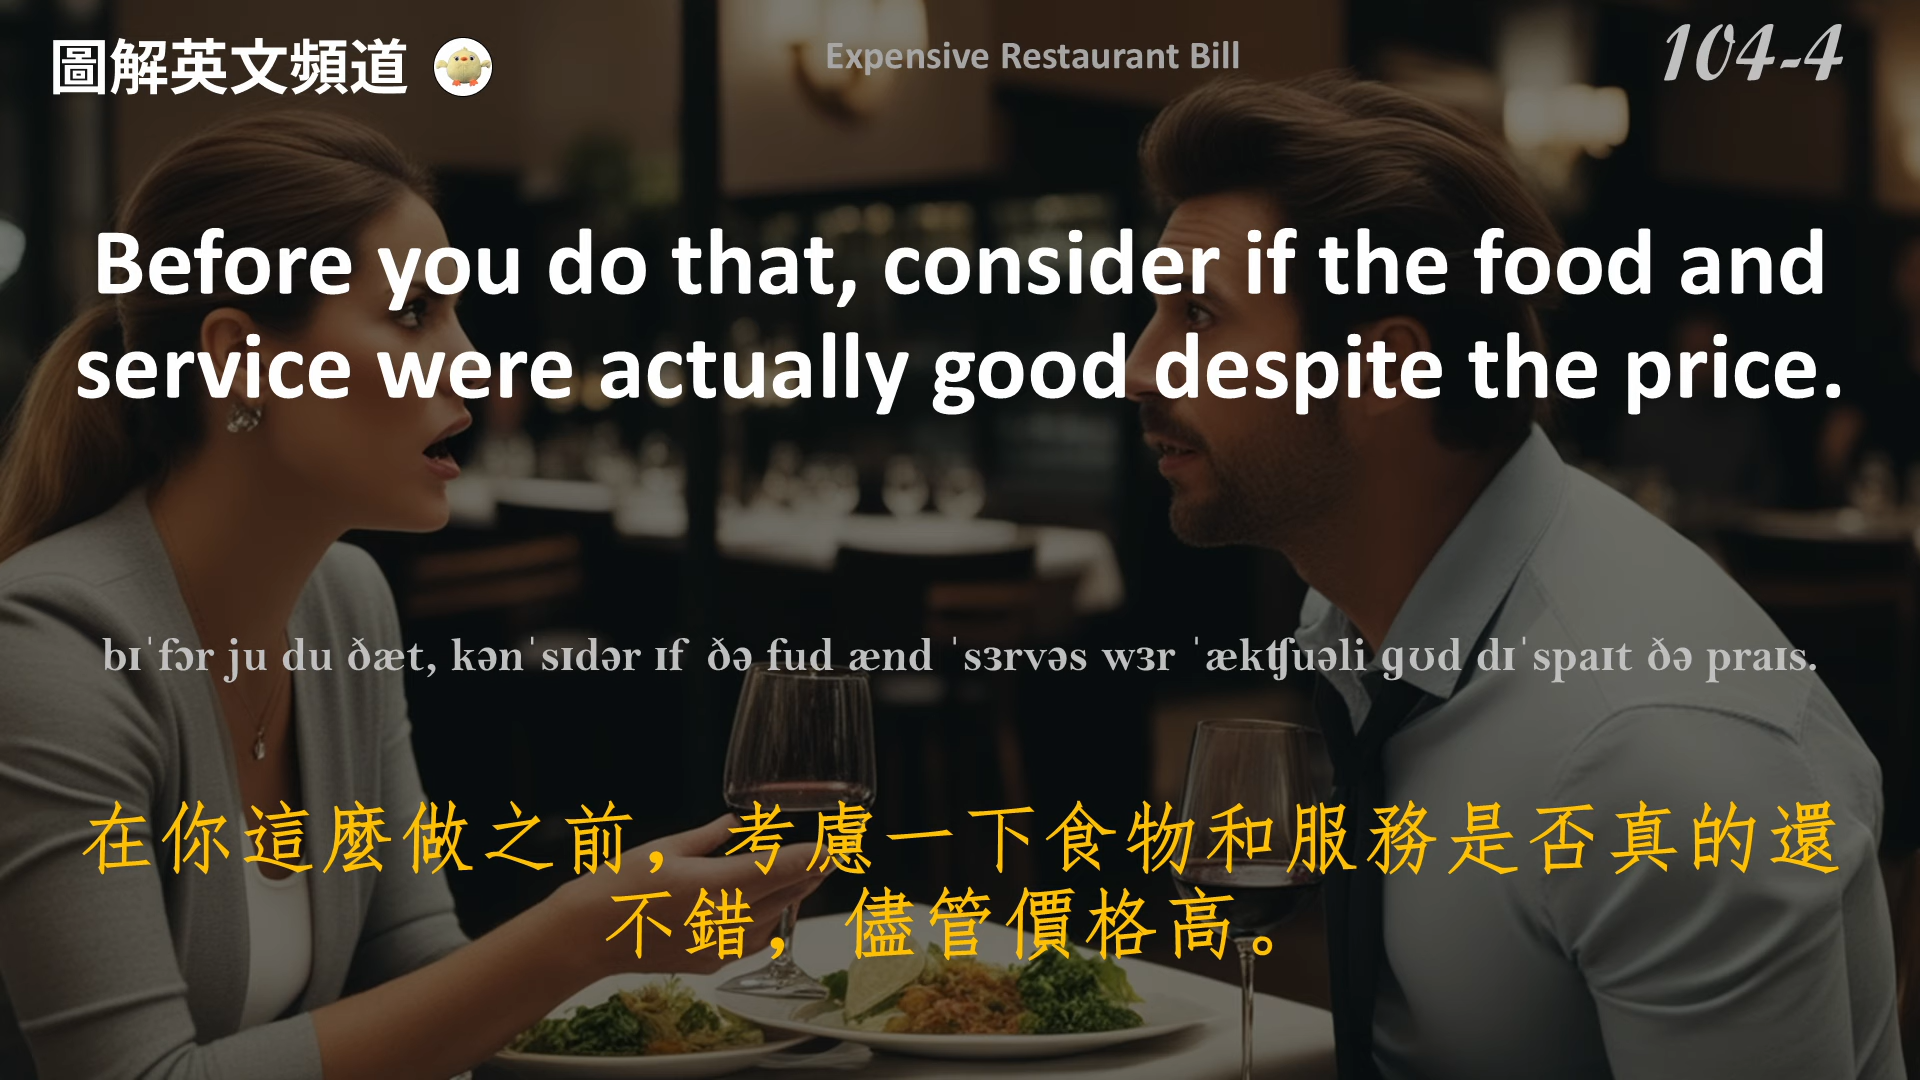 圖解英文頻道
Expensive Restaurant Bill
104-4
Before you do that, consider if the food and
service were actually good despite the price.
bɪˈfɔr ju du ðæt, kənˈsɪdər ɪf ðə fud ænd ˈsɜrvəs wɜr ˈækʧuəli ɡʊd dɪˈspaɪt ðə praɪs.
在你這麼做之前，考慮一下食物和服務是否真的還
不錯，儘管價格高。